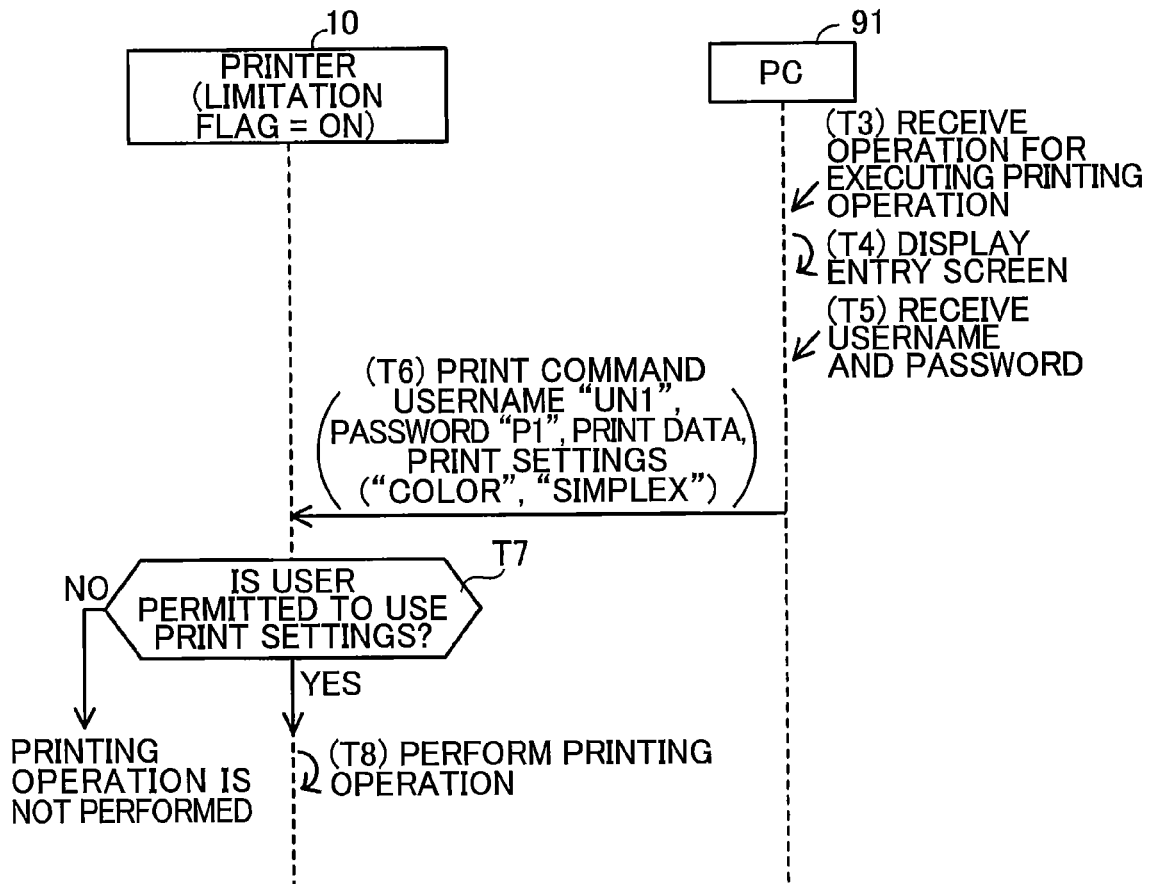 10
PRINTER
(LIMITATION
FLAG = ON)
91
PC
(T3) RECEIVE
OPERATION FOR
EXECUTING PRINTING
OPERATION
(T4) DISPLAY
ENTRY SCREEN
(T5) RECEIVE
USERNAME
AND PASSWORD
(T6) PRINT COMMAND
USERNAME “UN1”,
PASSWORD “P1”, PRINT DATA,
PRINT SETTINGS
(“COLOR”, “SIMPLEX”)
T7
IS USER
PERMITTED TO USE
PRINT SETTINGS?
NO
YES
PRINTING
OPERATION IS
NOT PERFORMED
(T8) PERFORM PRINTING
OPERATION